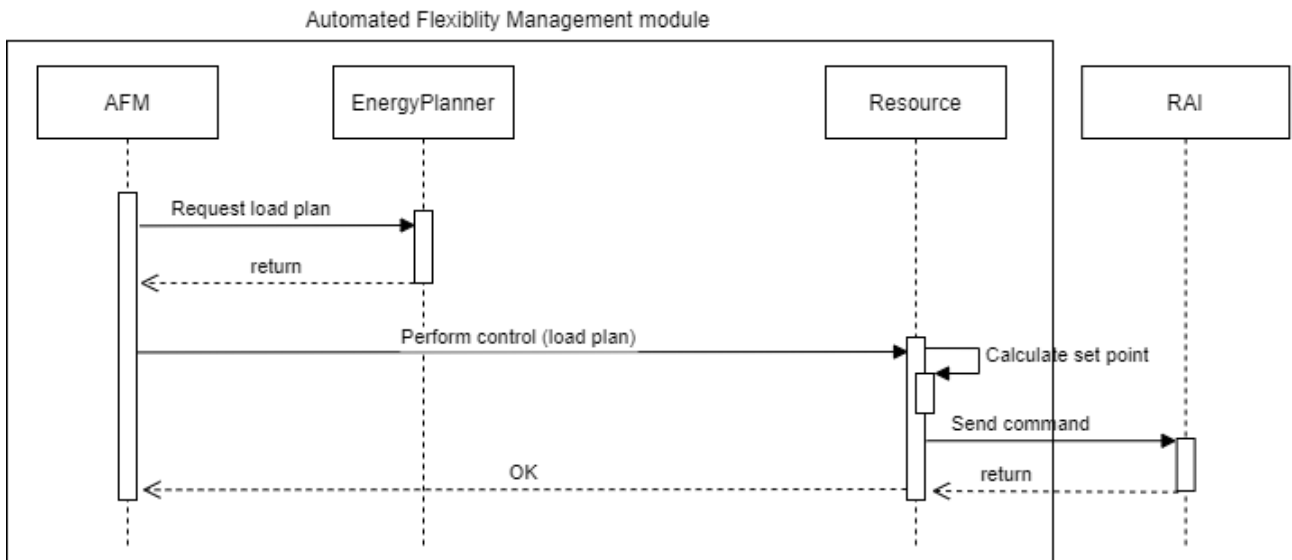 Automated Flexiblity Management module
AFM
EnergyPlanner
Resource
RAI
Request load plan
return
Perform control (load plan)
Calculate set point
Send command
OK
return